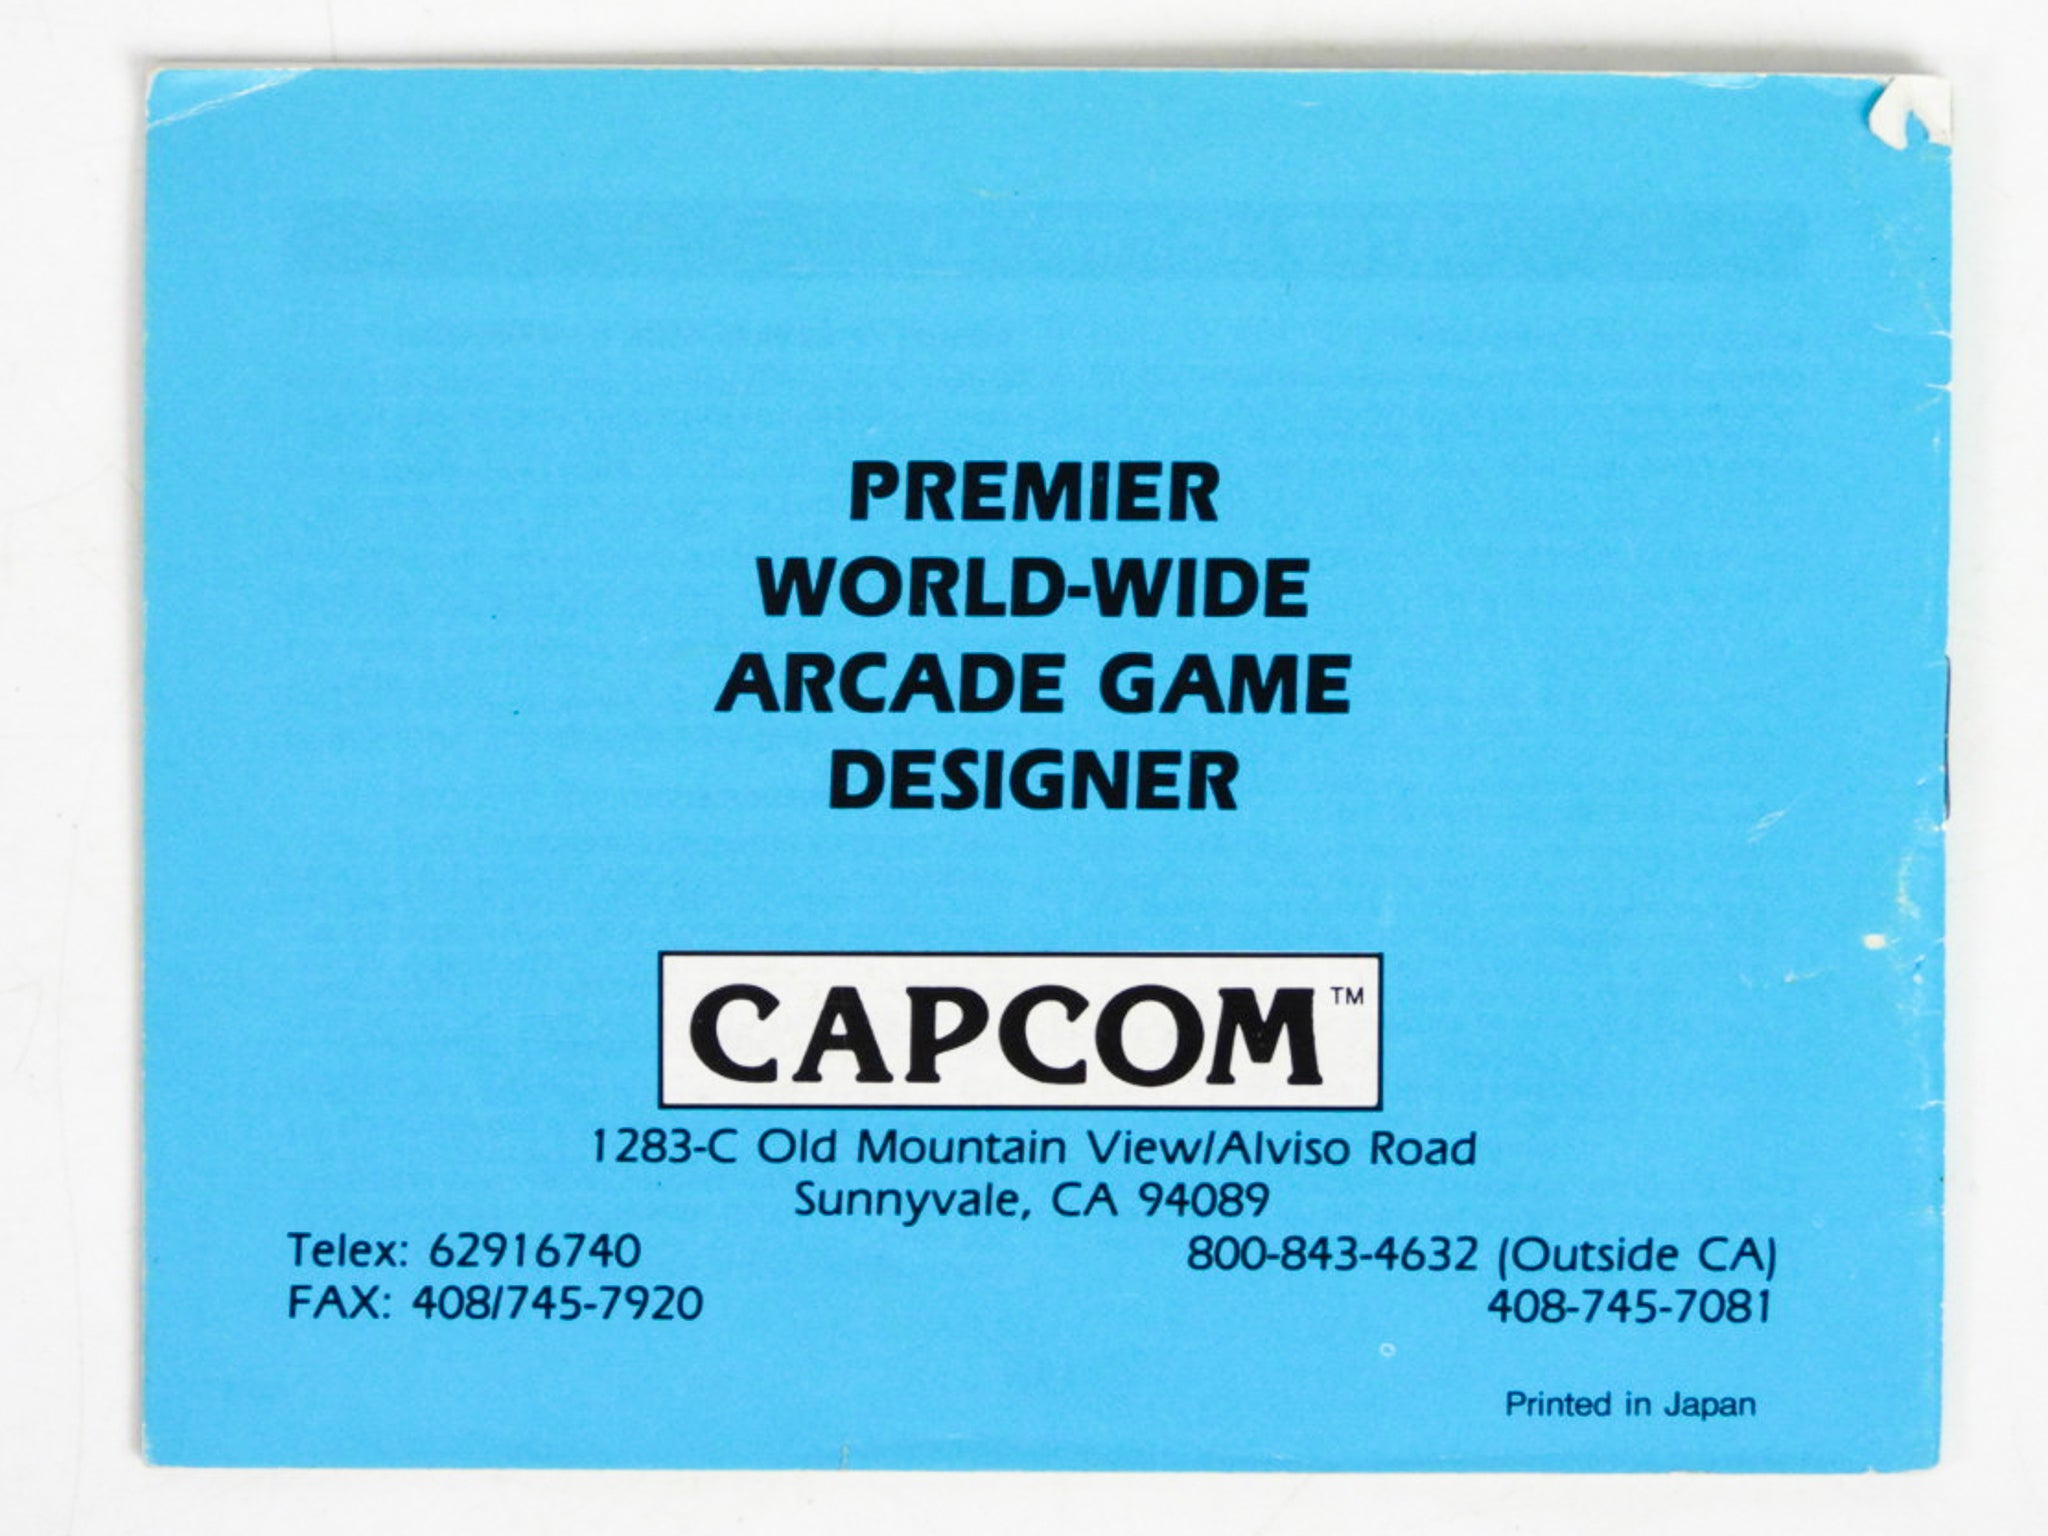 PREMIER
WORLD-WIDE
ARCADE GAME
DESIGNER
CAPCOM™
1283-C Old Mountain View/Alviso Road
Sunnyvale, CA 94089
Telex: 62916740
FAX: 408/745-7920
800-843-4632 (Outside CA)
408-745-7081
Printed in Japan